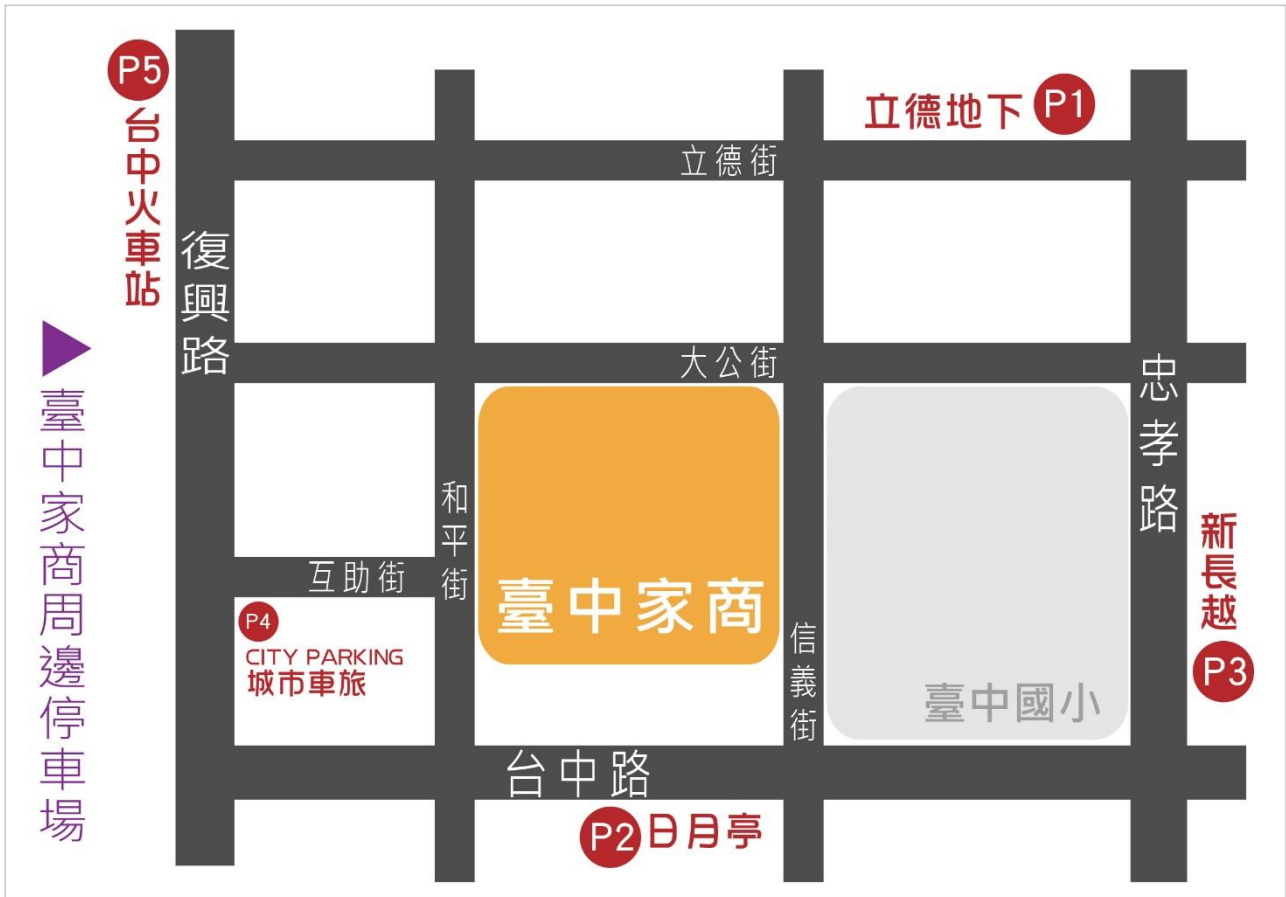 P5
台中火車站
立德地下 P1
立德街
復興路
大公街
忠孝路
臺中家商周邊停車場
和平街
互助街
臺中家商
P4
CITY PARKING
城市車旅
信義街
臺中國小
新長越
P3
台中路
P2 日月亭